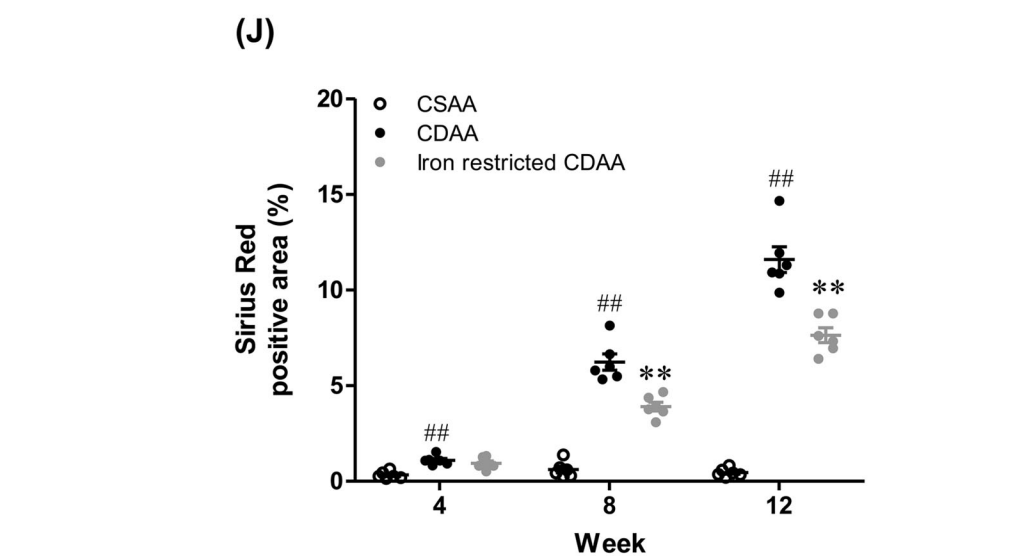 (J)
20
CSAA
CDAA
Iron restricted CDAA
15
##
10
**
##
5
**
##
0
4
8
12
Sirius Red
positive area (%)
Week